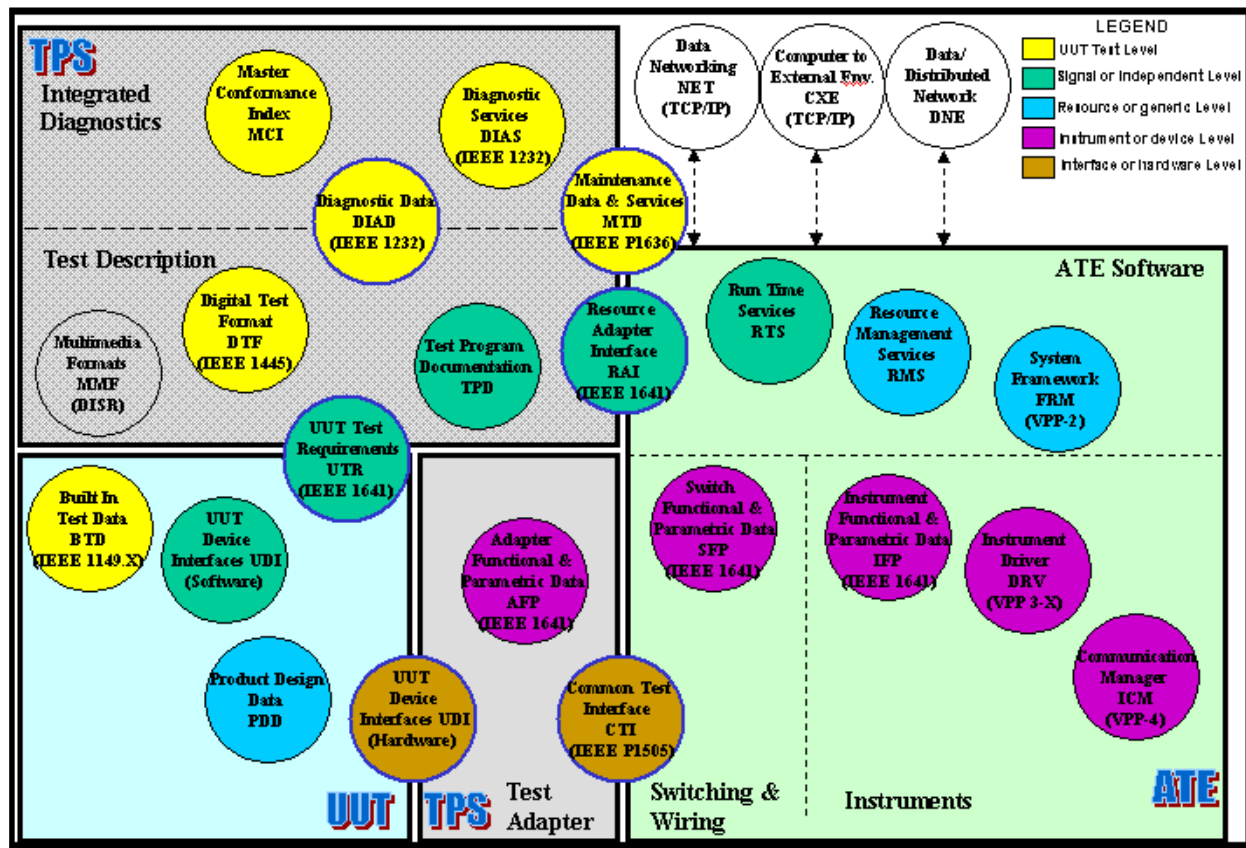 TPS
Integrated
Diagnostics
Master
Conformance
Index
MCI
Diagnostic
Services
DIAS
(IEEE 1232)
Diagnostic Data
DIAD
(IEEE 1232)
Maintenance
Data & Services
MTD
(IEEE P1636)
Data
Networking
NET
(TCP/IP)
Computer to
External Env.
CXE
(TCP/IP)
Data/
Distributed
Network
DNE
LEGEND
UUT Test Level
Signal or Independent Level
Resource or generic Level
Instrument or device Level
Interface or hardware Level
Test Description
Digital Test
Format
DTF
(IEEE 1445)
Multimedia
Formats
MMF
(DISR)
Test Program
Documentation
TPD
Resource
Adapter
Interface
RAI
(IEEE 1641)
UUT Test
Requirements
UTR
(IEEE 1641)
ATE Software
Run Time
Services
RTS
Resource
Management
Services
RMS
System
Framework
FRM
(VPP-2)
Built In
Test Data
BTD
(IEEE 1149.X)
UUT
Device
Interfaces UDI
(Software)
Product Design
Data
PDD
UUT
Device
Interfaces UDI
(Hardware)
UUT
Adapter
Functional &
Parametric Data
AFP
(IEEE 1641)
Common Test
Interface
CTI
(IEEE P1505)
TPS
Test
Adapter
Switch
Functional &
Parametric Data
SFP
(IEEE 1641)
Instrument
Functional &
Parametric Data
IFP
(IEEE 1641)
Instrument
Driver
DRV
(VPP 3-X)
Communication
Manager
ICM
(VPP-4)
Switching &
Wiring
Instruments
ATE